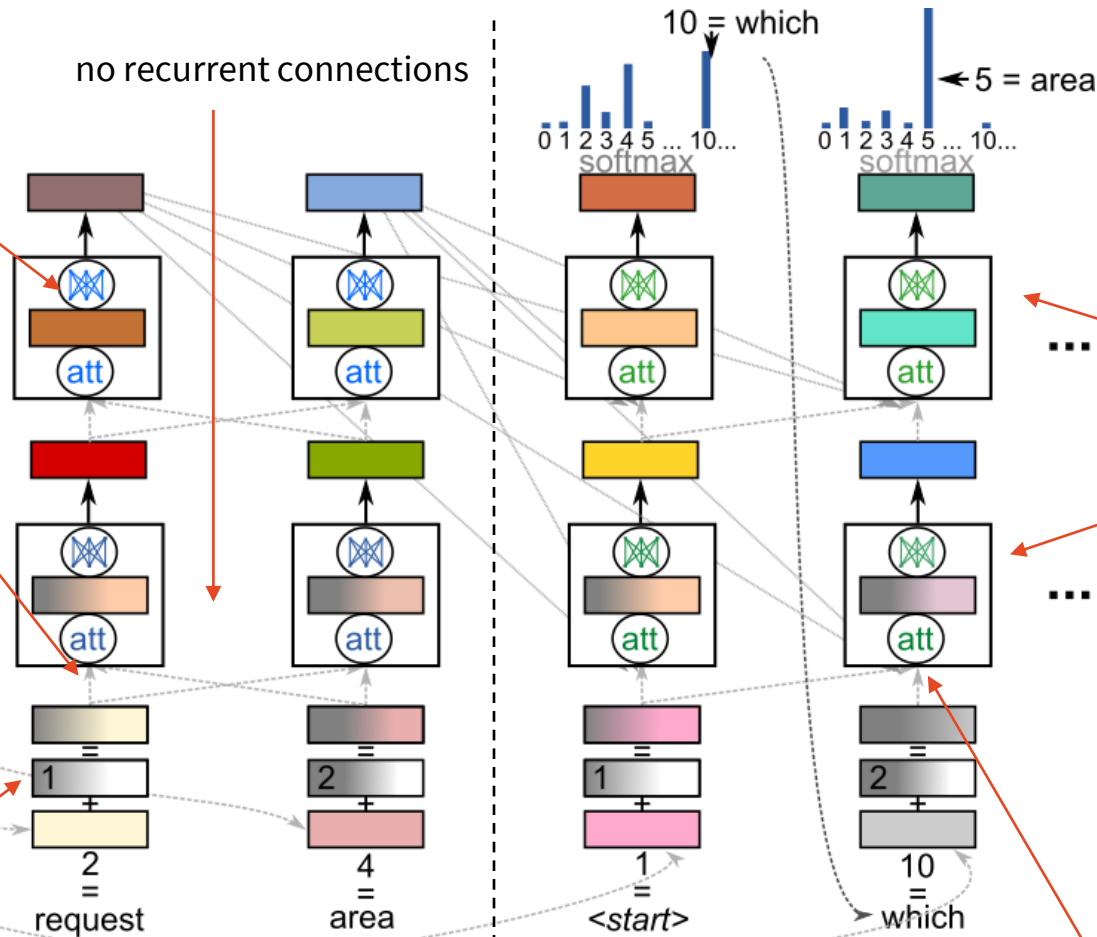 10 = which
no recurrent connections
5 = area
0 1 2 3 4 5 ... 10...
0 1 2 3 4 5 ... 10...
softmax
softmax
att
att
att
att
...
att
att
att
att
...
=
=
=
=
1
2
1
2
+
+
+
+
2
4
1
10
=
=
=
=
request
area
<start>
which